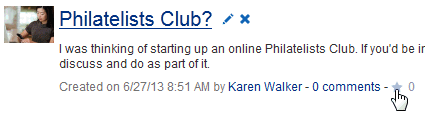 Philatelists Club?
I was thinking of starting up an online Philatelists Club. If you'd be
discuss and do as part of it.
Created on 6/27/13 8:51 AM by Karen Walker - 0 comments - 0